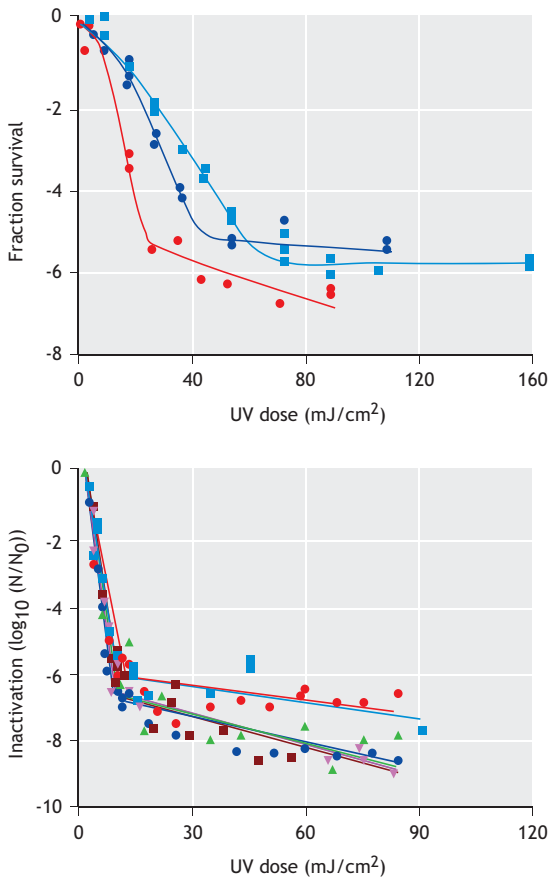 0
-2
-4
-6
-8
Fraction survival
0 40 80 120 160
UV dose (mJ/cm²)
0
-2
-4
-6
-8
-10
Inactivation (log₁₀ (N/N₀))
0 30 60 90 120
UV dose (mJ/cm²)